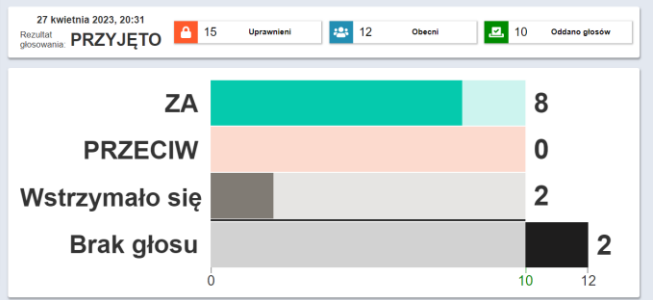 27 kwietnia 2023, 20:31
Rezultat głosowania: PRZYJĘTO
15 Uprawnieni
12 Obecni
10 Oddano głosów
ZA 8
PRZECIW 0
Wstrzymało się 2
Brak głosu 2
0 10 12